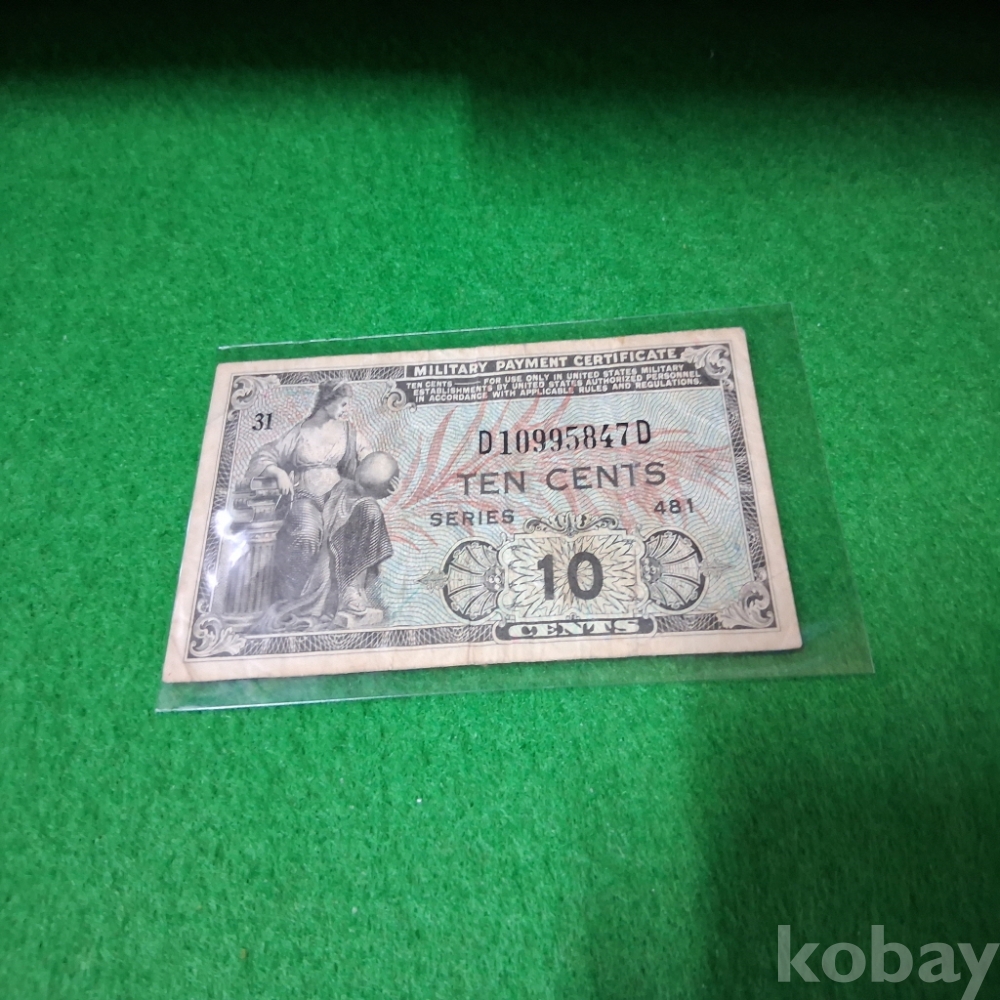 MILITARY PAYMENT CERTIFICATE
TEN CENTS — FOR USE ONLY IN UNITED STATES MILITARY
ESTABLISHMENTS BY UNITED STATES AUTHORIZED PERSONNEL
IN ACCORDANCE WITH APPLICABLE RULES AND REGULATIONS.
31
D10995847D
TEN CENTS
SERIES 481
10
CENTS
kobay